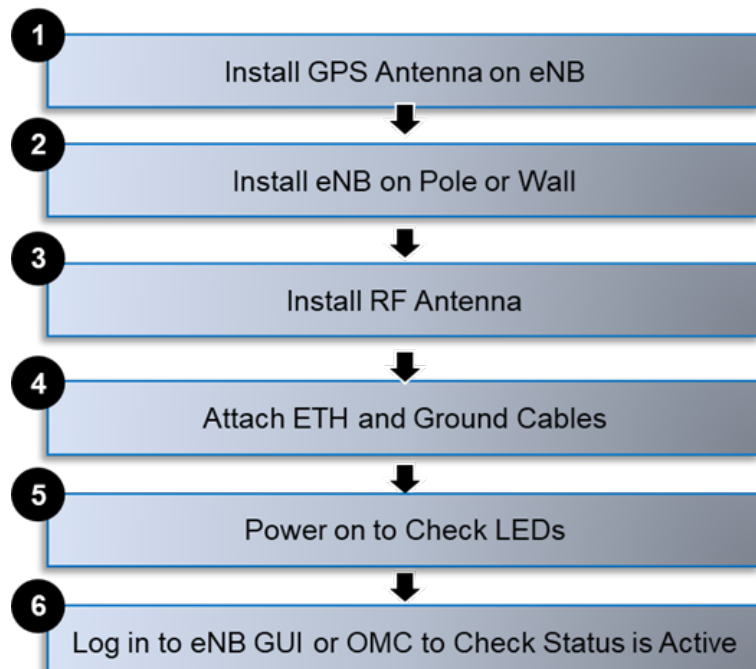 1
Install GPS Antenna on eNB
2
Install eNB on Pole or Wall
3
Install RF Antenna
4
Attach ETH and Ground Cables
5
Power on to Check LEDs
6
Log in to eNB GUI or OMC to Check Status is Active